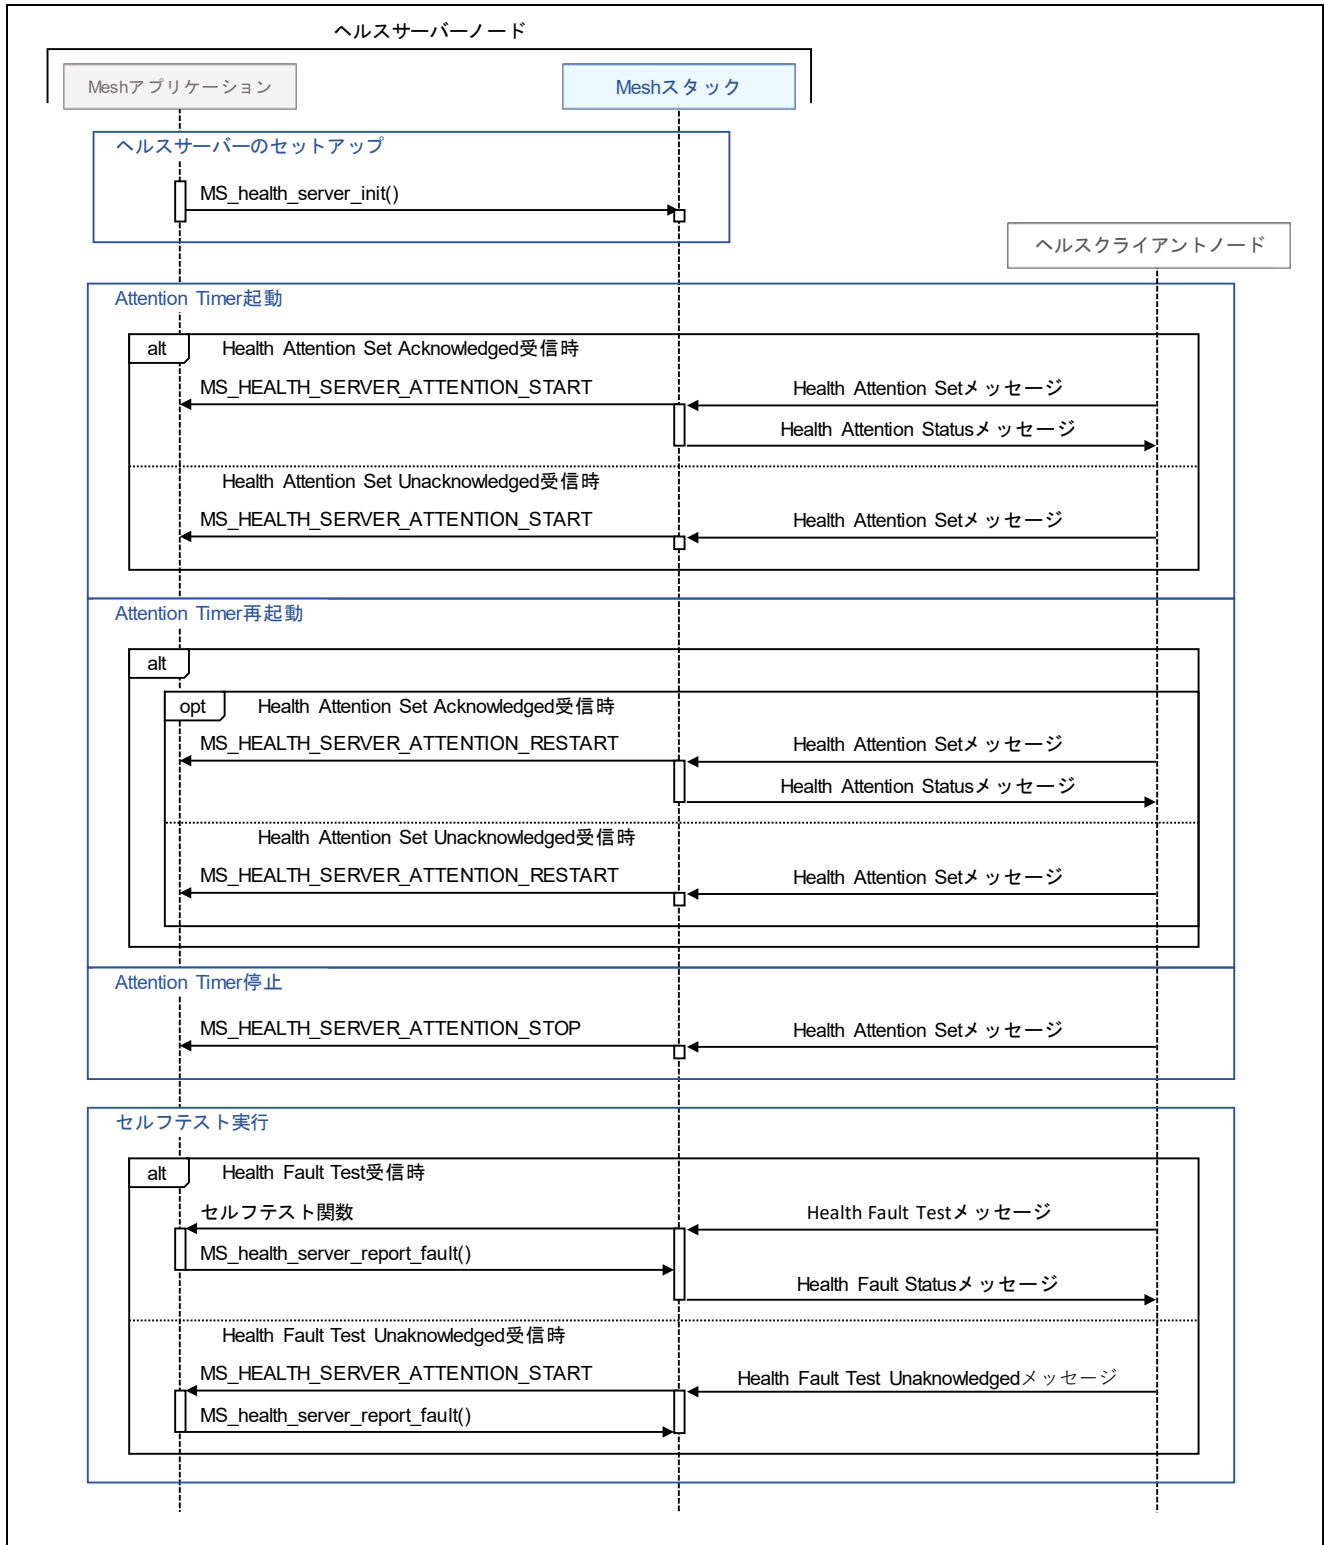 ヘルスサーバーノード
Meshアプリケーション
Meshスタック
ヘルスサーバーのセットアップ
MS_health_server_init()
ヘルスクライアントノード
Attention Timer起動
alt
Health Attention Set Acknowledged受信時
MS_HEALTH_SERVER_ATTENTION_START
Health Attention Setメッセージ
Health Attention Statusメッセージ
Health Attention Set Unacknowledged受信時
MS_HEALTH_SERVER_ATTENTION_START
Health Attention Setメッセージ
Attention Timer再起動
alt
opt
Health Attention Set Acknowledged受信時
MS_HEALTH_SERVER_ATTENTION_RESTART
Health Attention Setメッセージ
Health Attention Statusメッセージ
Health Attention Set Unacknowledged受信時
MS_HEALTH_SERVER_ATTENTION_RESTART
Health Attention Setメッセージ
Attention Timer停止
MS_HEALTH_SERVER_ATTENTION_STOP
Health Attention Setメッセージ
セルフテスト実行
alt
Health Fault Test受信時
セルフテスト関数
Health Fault Testメッセージ
MS_health_server_report_fault()
Health Fault Statusメッセージ
Health Fault Test Unaknowledged受信時
MS_HEALTH_SERVER_ATTENTION_START
Health Fault Test Unaknowledgedメッセージ
MS_health_server_report_fault()